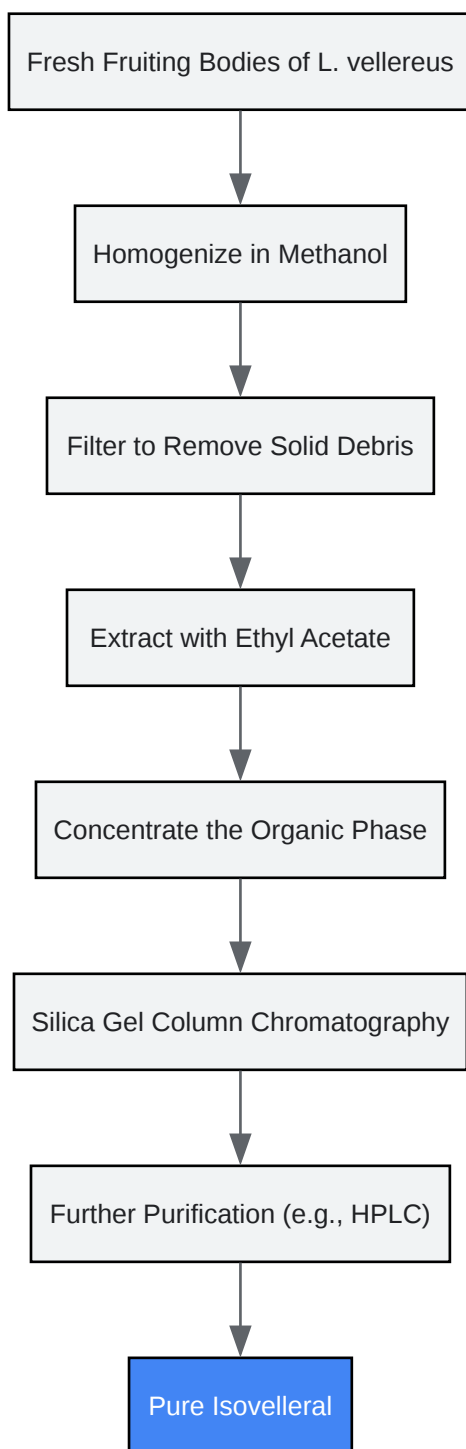 Fresh Fruiting Bodies of L. vellereus
Homogenize in Methanol
Filter to Remove Solid Debris
Extract with Ethyl Acetate
Concentrate the Organic Phase
Silica Gel Column Chromatography
Further Purification (e.g., HPLC)
Pure Isovelleral